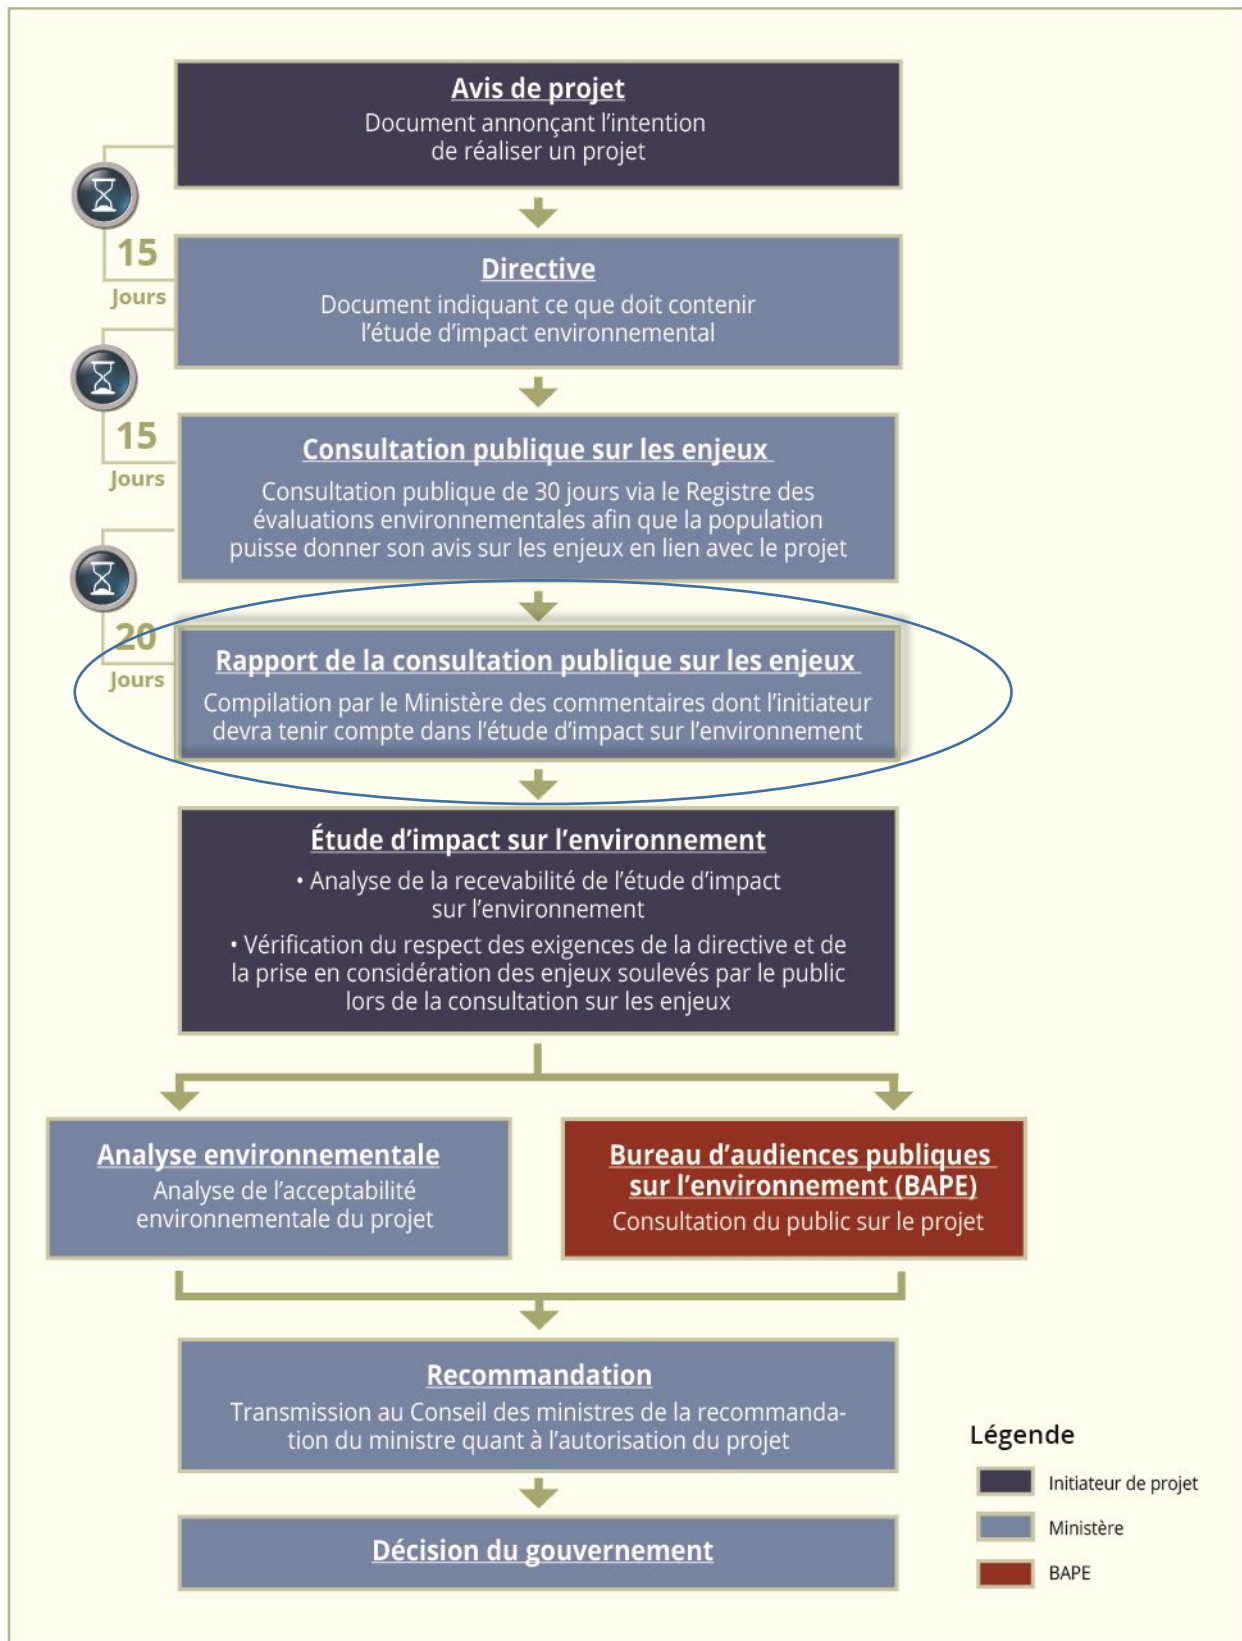 Avis de projet
Document annonçant l'intention
de réaliser un projet
15
Jours
Directive
Document indiquant ce que doit contenir
l'étude d'impact environnemental
15
Jours
Consultation publique sur les enjeux
Consultation publique de 30 jours via le Registre des
évaluations environnementales afin que la population
puisse donner son avis sur les enjeux en lien avec le projet
20
Jours
Rapport de la consultation publique sur les enjeux
Compilation par le Ministère des commentaires dont l'initiateur
devra tenir compte dans l'étude d'impact sur l'environnement
Étude d'impact sur l'environnement
• Analyse de la recevabilité de l'étude d'impact
sur l'environnement
• Vérification du respect des exigences de la directive et de
la prise en considération des enjeux soulevés par le public
lors de la consultation sur les enjeux
Analyse environnementale
Analyse de l'acceptabilité
environnementale du projet
Bureau d'audiences publiques
sur l'environnement (BAPE)
Consultation du public sur le projet
Recommandation
Transmission au Conseil des ministres de la recommanda-
tion du ministre quant à l'autorisation du projet
Décision du gouvernement
Légende
Initiateur de projet
Ministère
BAPE